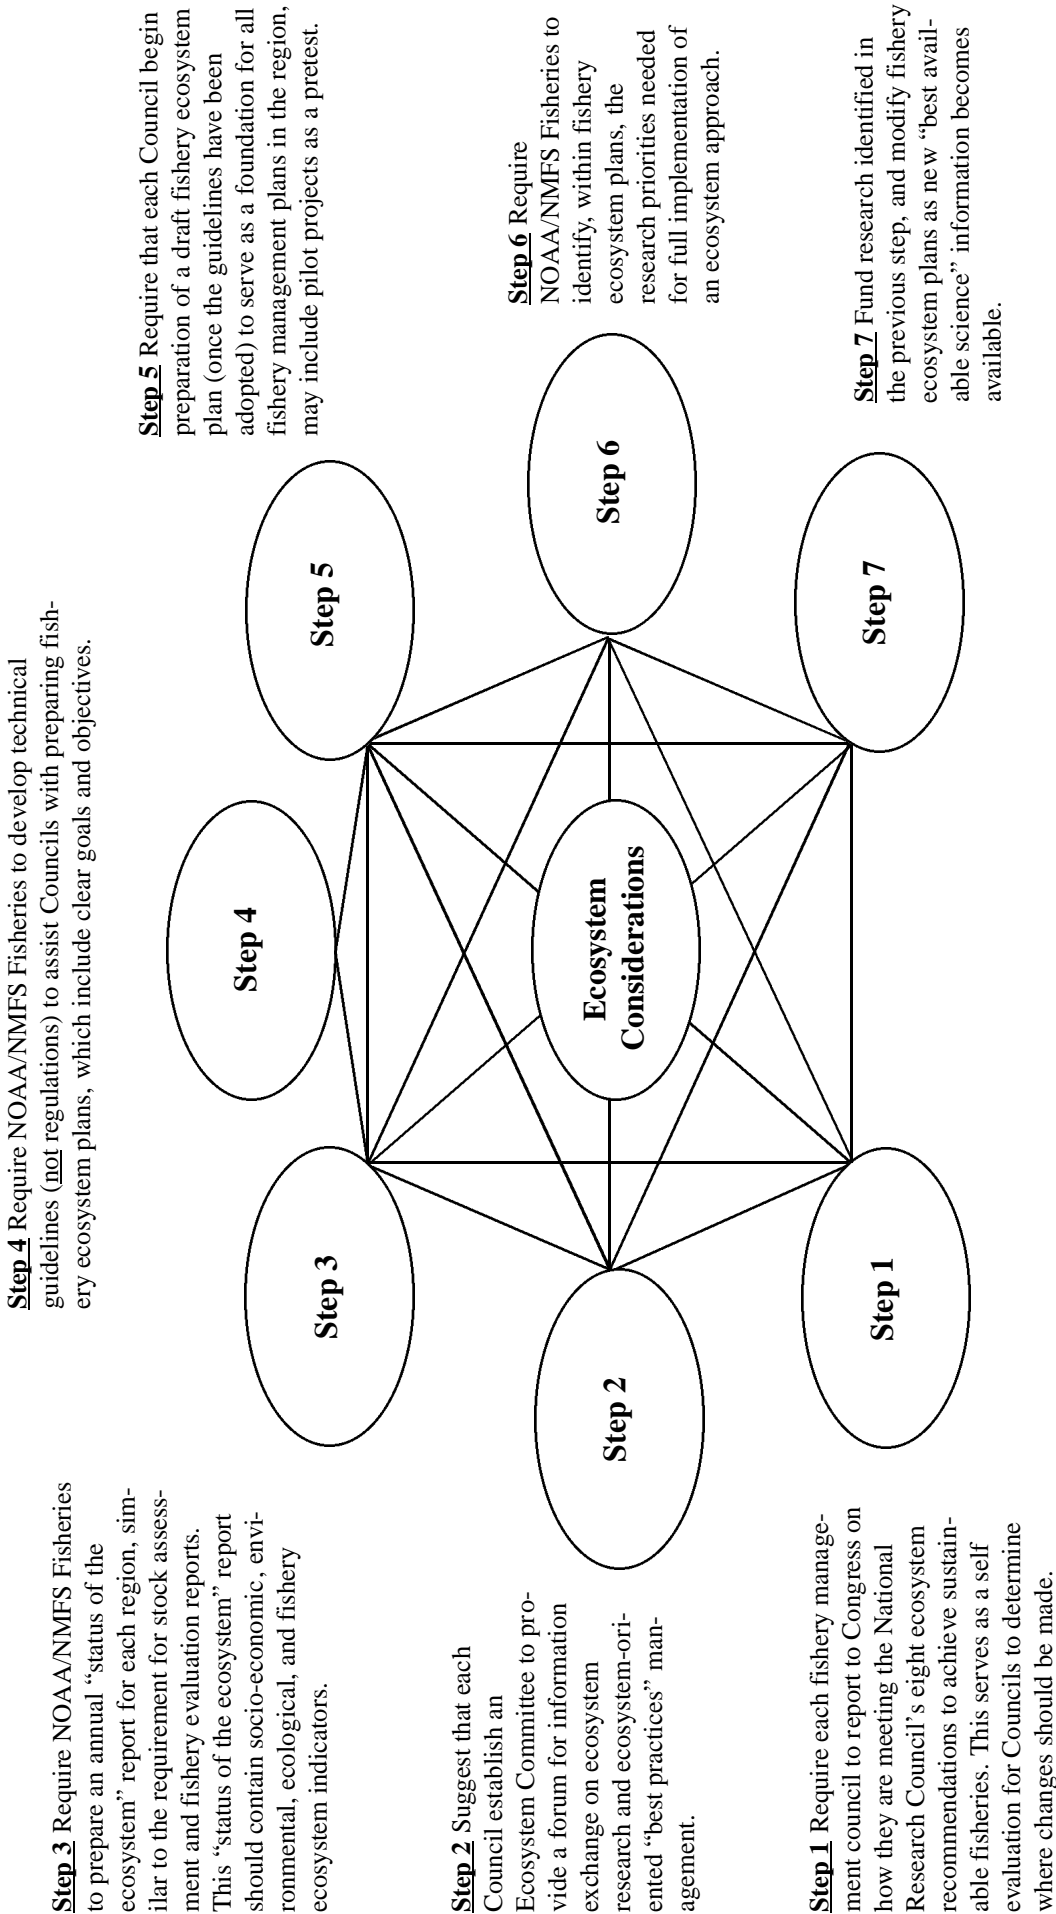 Step 4 Require NOAA/NMFS Fisheries to develop technical
guidelines (not regulations) to assist Councils with preparing fish-
ery ecosystem plans, which include clear goals and objectives.
Step 3 Require NOAA/NMFS Fisheries
to prepare an annual “status of the
ecosystem” report for each region, sim-
ilar to the requirement for stock assess-
ment and fishery evaluation reports.
This “status of the ecosystem” report
should contain socio-economic, envi-
ronmental, ecological, and fishery
ecosystem indicators.
Step 5 Require that each Council begin
preparation of a draft fishery ecosystem
plan (once the guidelines have been
adopted) to serve as a foundation for all
fishery management plans in the region,
may include pilot projects as a pretest.
Step 4
Step 3
Step 5
Step 2 Suggest that each
Council establish an
Ecosystem Committee to pro-
vide a forum for information
exchange on ecosystem
research and ecosystem-ori-
ented “best practices” man-
agement.
Step 2
Ecosystem
Considerations
Step 6
Step 6 Require
NOAA/NMFS Fisheries to
identify, within fishery
ecosystem plans, the
research priorities needed
for full implementation of
an ecosystem approach.
Step 1 Require each fishery manage-
ment council to report to Congress on
how they are meeting the National
Research Council’s eight ecosystem
recommendations to achieve sustain-
able fisheries. This serves as a self
evaluation for Councils to determine
where changes should be made.
Step 1
Step 7
Step 7 Fund research identified in
the previous step, and modify fishery
ecosystem plans as new “best avail-
able science” information becomes
available.